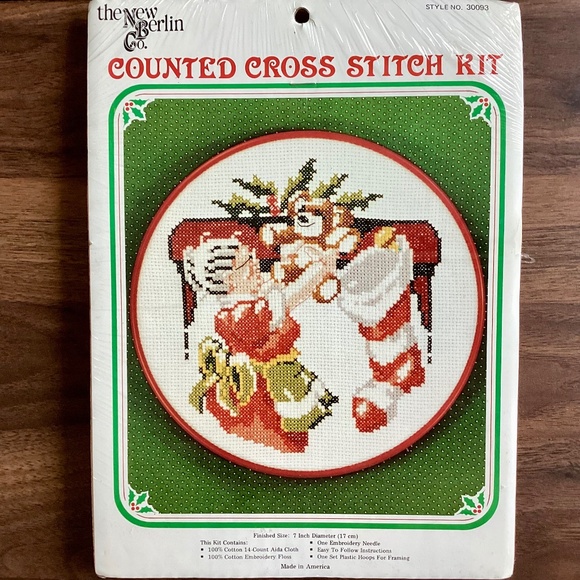 the New Berlin Co.
STYLE NO. 30093
COUNTED CROSS STITCH KIT
Finished Size: 7 Inch Diameter (17 cm)
This Kit Contains:
• 100% Cotton 14-Count Aida Cloth
• 100% Cotton Embroidery Floss
• One Embroidery Needle
• Easy To Follow Instructions
• One Set Plastic Hoops For Framing
Made in America